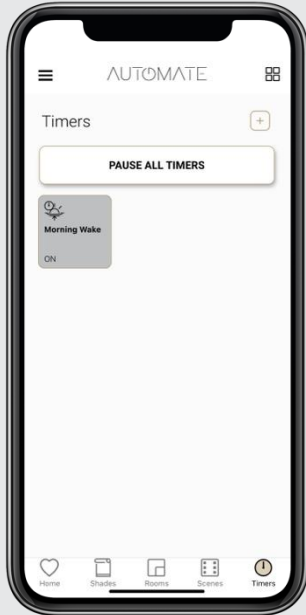 AUTOMATE
Timers
+
PAUSE ALL TIMERS
Morning Wake
ON
Home Shades Rooms Scenes Timers